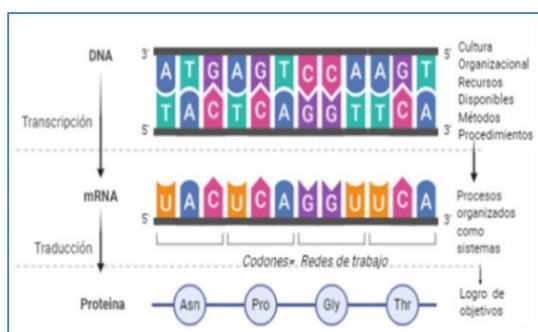 DNA
3'
A T G A G T C C A A G T
5'
Cultura
Organizacional
Recursos
Disponibles
Métodos
Procedimientos
Transcripción
5'
T A C T C A G G T T C A
3'
mRNA
5'
U A C U C A G G U U C A
3'
Procesos
organizados
como
sistemas
Traducción
Codones= Redes de trabajo
Proteína
Asn
Pro
Gly
Thr
Logro de
objetivos